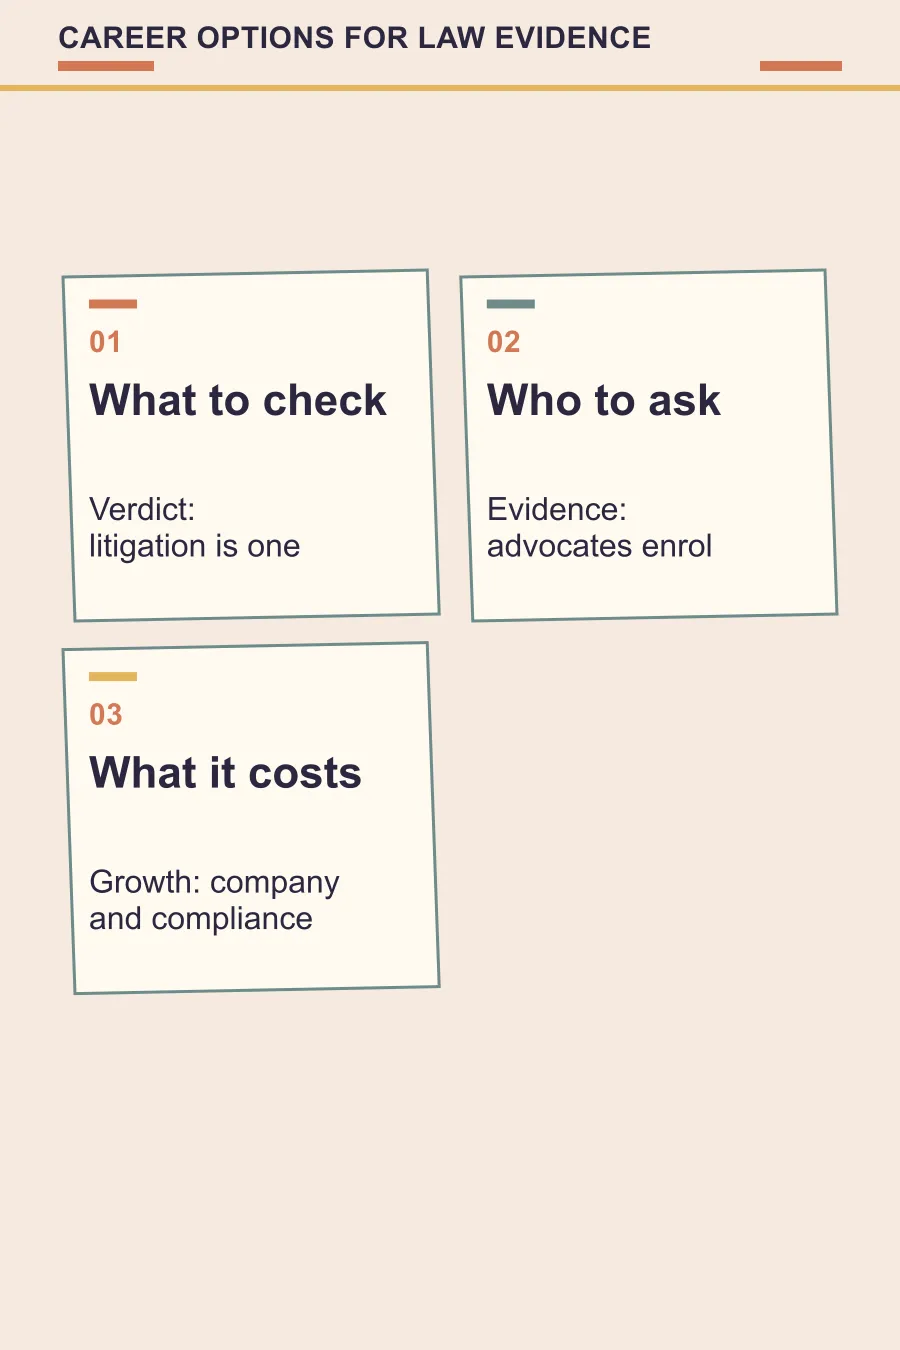 CAREER OPTIONS FOR LAW EVIDENCE
01
What to check
Verdict:
litigation is one
02
Who to ask
Evidence:
advocates enrol
03
What it costs
Growth: company
and compliance